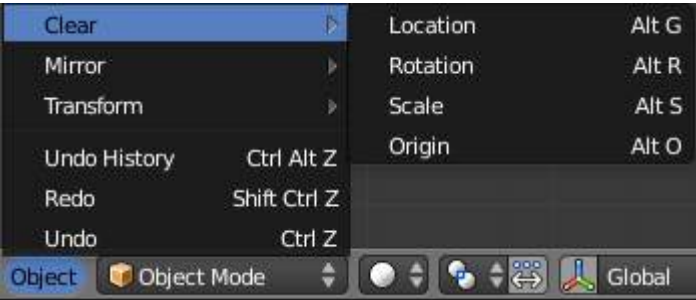 Clear
Mirror
Transform
Undo History Ctrl Alt Z
Redo Shift Ctrl Z
Undo Ctrl Z
Location Alt G
Rotation Alt R
Scale Alt S
Origin Alt O
Object Object Mode Global